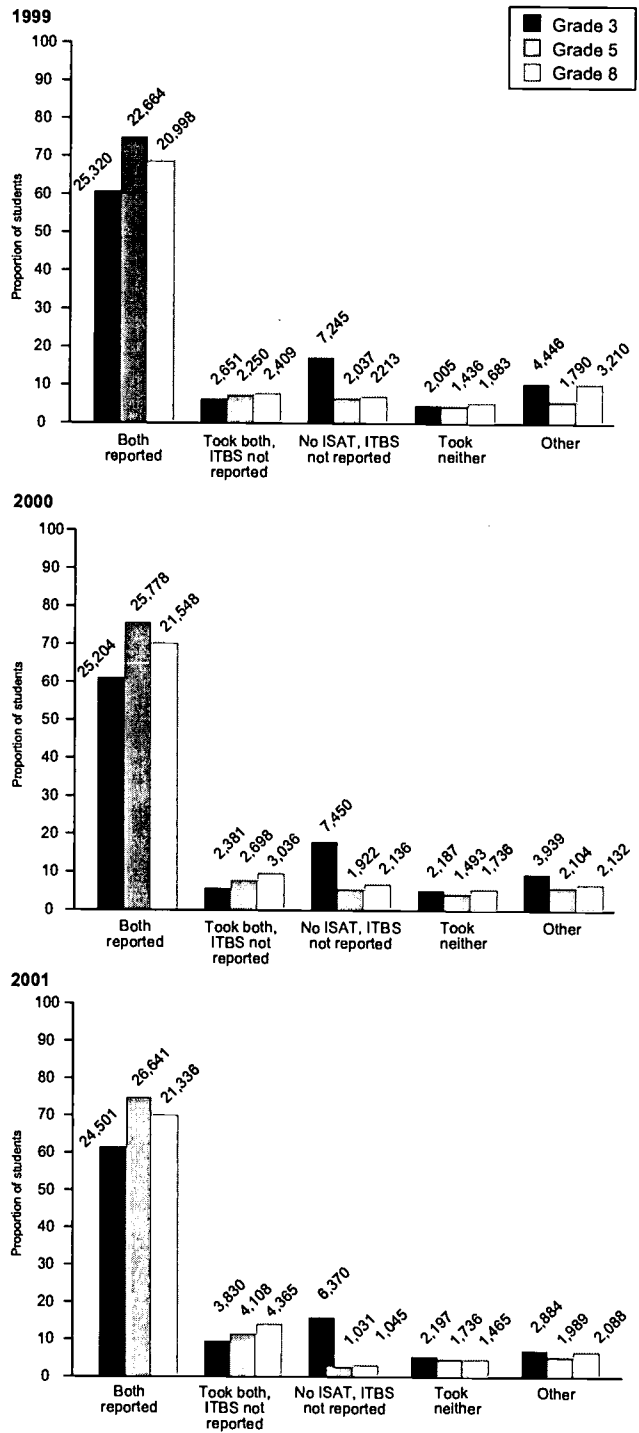 1999
Grade 3
Grade 5
Grade 8
Proportion of students
100
90
80
70
60
50
40
30
20
10
0
25,320
22,664
20,998
2,651
2,250
2,409
7,245
2,037
2213
2,005
1,436
1,683
4,446
1,790
3,210
Both
reported
Took both,
ITBS not
reported
No ISAT, ITBS
not reported
Took
neither
Other
2000
Proportion of students
100
90
80
70
60
50
40
30
20
10
0
25,204
25,778
21,548
2,381
2,698
3,036
7,450
1,922
2,136
2,187
1,493
1,736
3,939
2,104
2,132
Both
reported
Took both,
ITBS not
reported
No ISAT, ITBS
not reported
Took
neither
Other
2001
Proportion of students
100
90
80
70
60
50
40
30
20
10
0
24,501
26,641
21,336
3,830
4,108
4,365
6,370
1,031
1,045
2,197
1,736
1,465
2,884
1,989
2,088
Both
reported
Took both,
ITBS not
reported
No ISAT, ITBS
not reported
Took
neither
Other